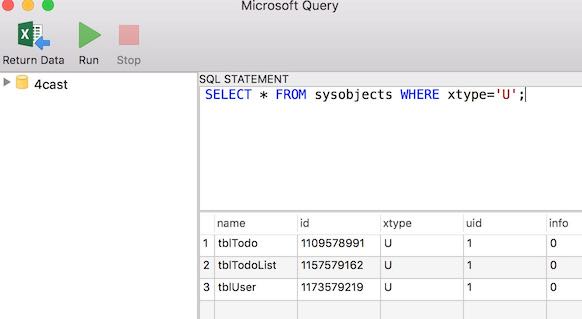 Microsoft Query
Return Data Run Stop
4cast
SQL STATEMENT
SELECT * FROM sysobjects WHERE xtype='U';
name id xtype uid info
1 tblTodo 1109578991 U 1 0
2 tblTodoList 1157579162 U 1 0
3 tblUser 1173579219 U 1 0